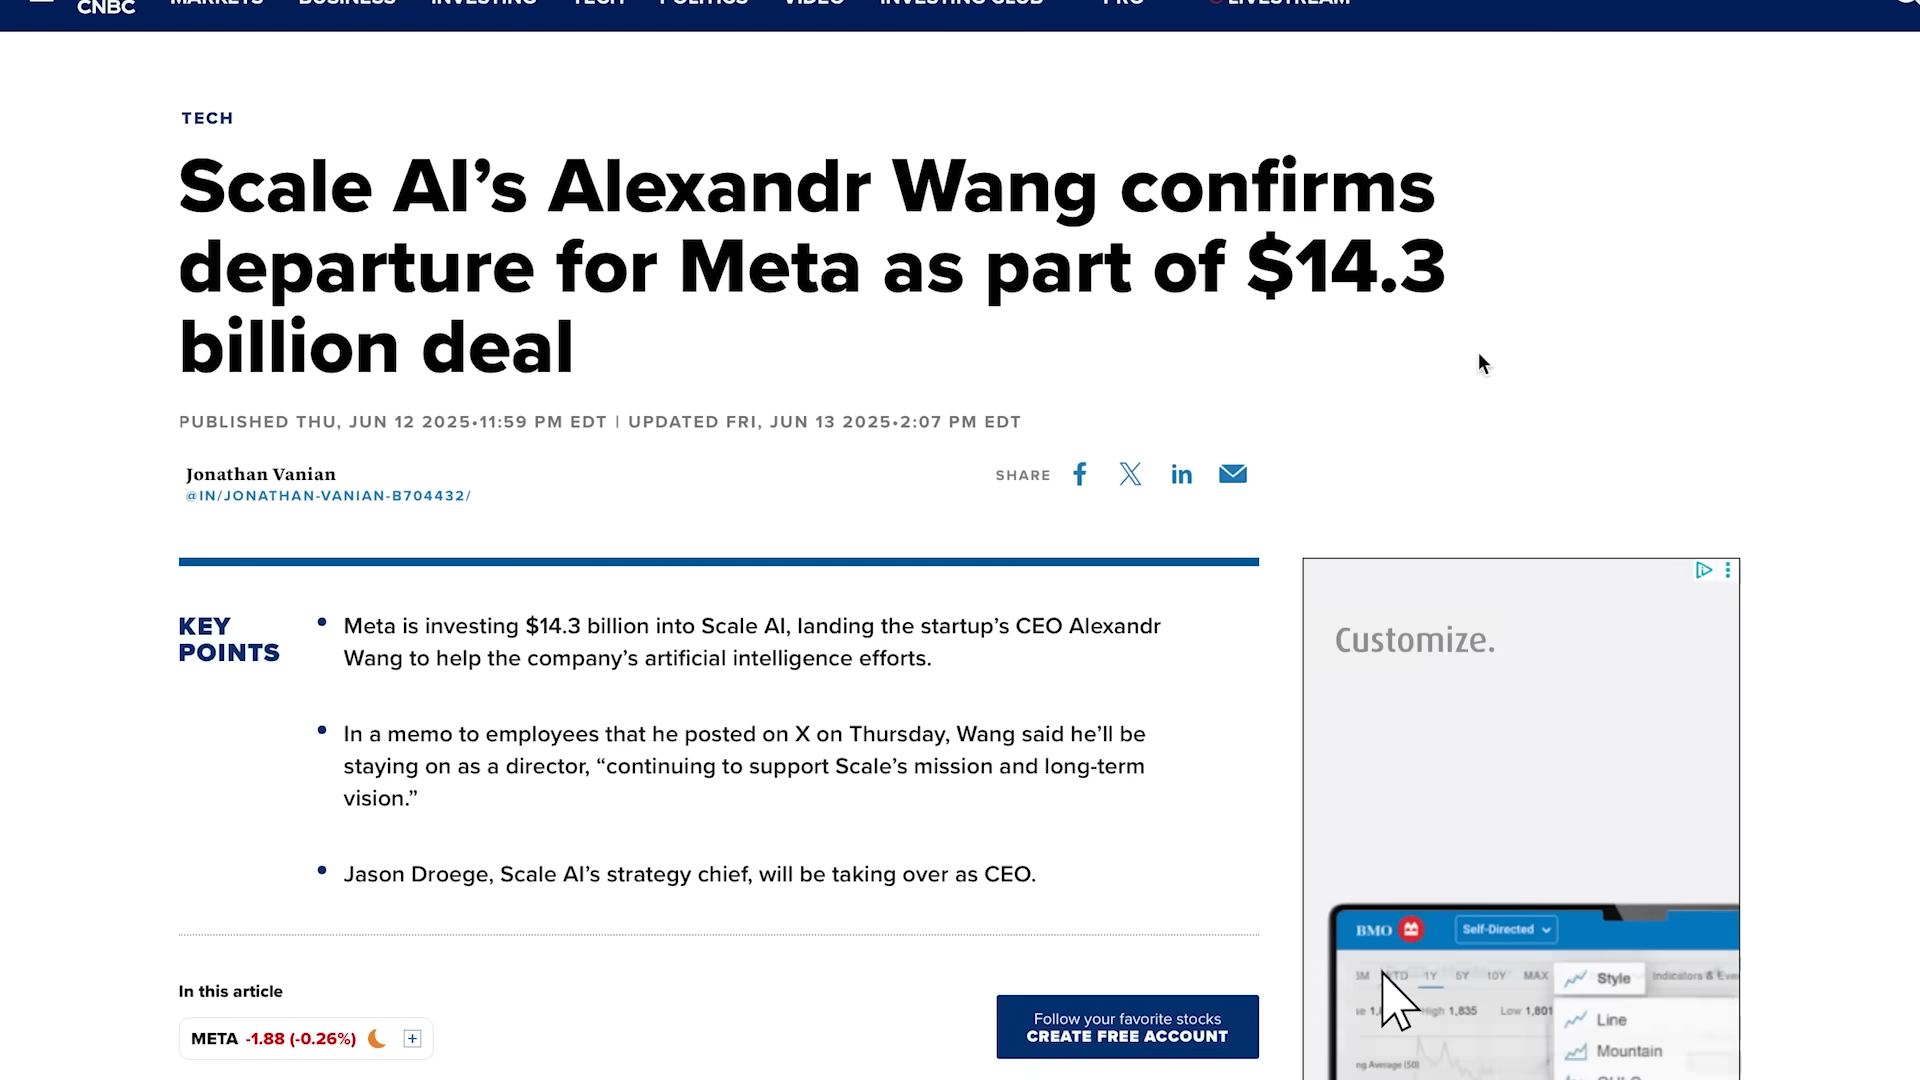 CNBC
MARKETS BUSINESS INVESTING TECH POLITICS VIDEO INVESTING CLUB PRO LIVESTREAM
TECH
Scale AI’s Alexandr Wang confirms
departure for Meta as part of $14.3
billion deal
PUBLISHED THU, JUN 12 2025•11:59 PM EDT | UPDATED FRI, JUN 13 2025•2:07 PM EDT
Jonathan Vanian
@IN/JONATHAN-VANIAN-B704432/
SHARE
KEY
POINTS
• Meta is investing $14.3 billion into Scale AI, landing the startup’s CEO Alexandr
Wang to help the company’s artificial intelligence efforts.
• In a memo to employees that he posted on X on Thursday, Wang said he’ll be
staying on as a director, “continuing to support Scale’s mission and long-term
vision.”
• Jason Droege, Scale AI’s strategy chief, will be taking over as CEO.
In this article
META -1.88 (-0.26%)
Follow your favorite stocks
CREATE FREE ACCOUNT
Customize.
BMO Self-Directed
1Y 5Y 10Y MAX Style Indicators &
High 1,835 Low 1,801
Line
Mountain